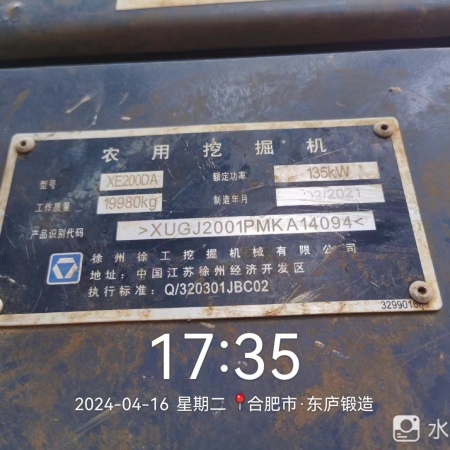 农用挖掘机
型号 XE200DA 额定功率 135kW
工作质量 19980kg 制造年月 02/2021
产品识别代码 >XUGJ2001PMKA14094<
徐州徐工挖掘机械有限公司
地址：中国江苏徐州经济开发区
执行标准：Q/320301JBC02
17:35
2024-04-16 星期二 合肥市·东庐锻造
水